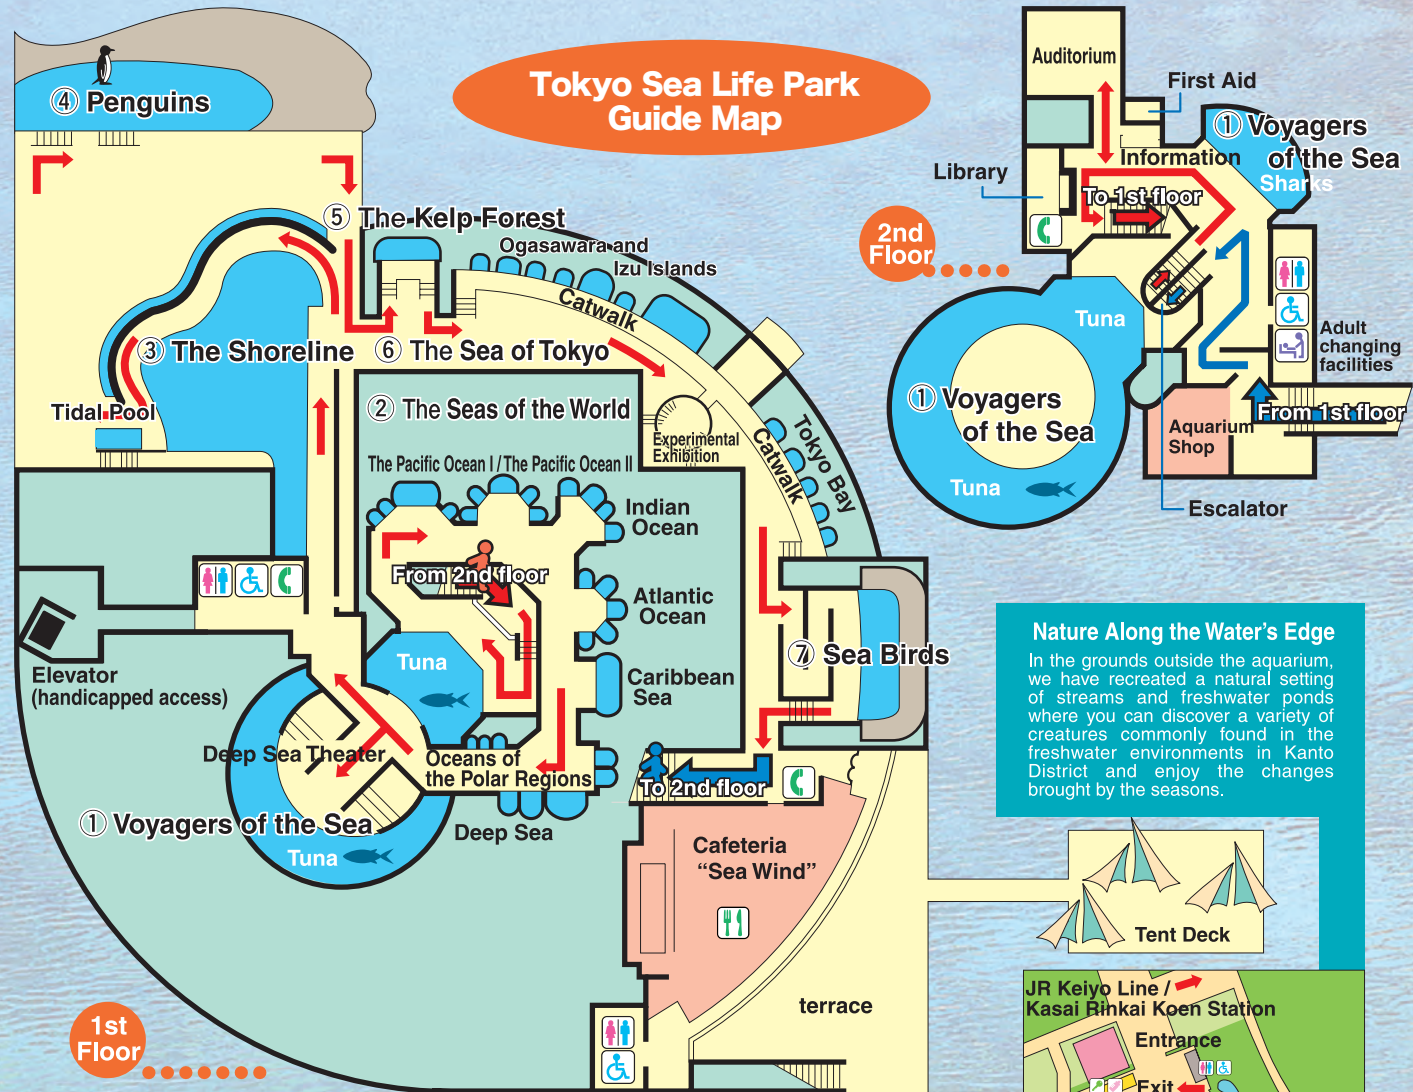 Tokyo Sea Life Park
Guide Map
④ Penguins
⑤ The Kelp Forest
Ogasawara and
Izu Islands
Catwalk
③ The Shoreline
⑥ The Sea of Tokyo
Tidal Pool
② The Seas of the World
Experimental
Exhibition
Catwalk
Tokyo Bay
The Pacific Ocean I / The Pacific Ocean II
Indian
Ocean
From 2nd floor
Atlantic
Ocean
Tuna
Caribbean
Sea
⑦ Sea Birds
Elevator
(handicapped access)
Deep Sea Theater
Oceans of
the Polar Regions
To 2nd floor
① Voyagers of the Sea
Deep Sea
Tuna
Cafeteria
“Sea Wind”
terrace
1st
Floor
Auditorium
First Aid
① Voyagers
of the Sea
Sharks
Information
Library
To 1st floor
2nd
Floor
Tuna
Adult
changing
facilities
① Voyagers
of the Sea
From 1st floor
Aquarium
Shop
Tuna
Escalator
Nature Along the Water’s Edge
In the grounds outside the aquarium,
we have recreated a natural setting
of streams and freshwater ponds
where you can discover a variety of
creatures commonly found in the
freshwater environments in Kanto
District and enjoy the changes
brought by the seasons.
Tent Deck
JR Keiyo Line /
Kasai Rinkai Koen Station
Entrance
Exit